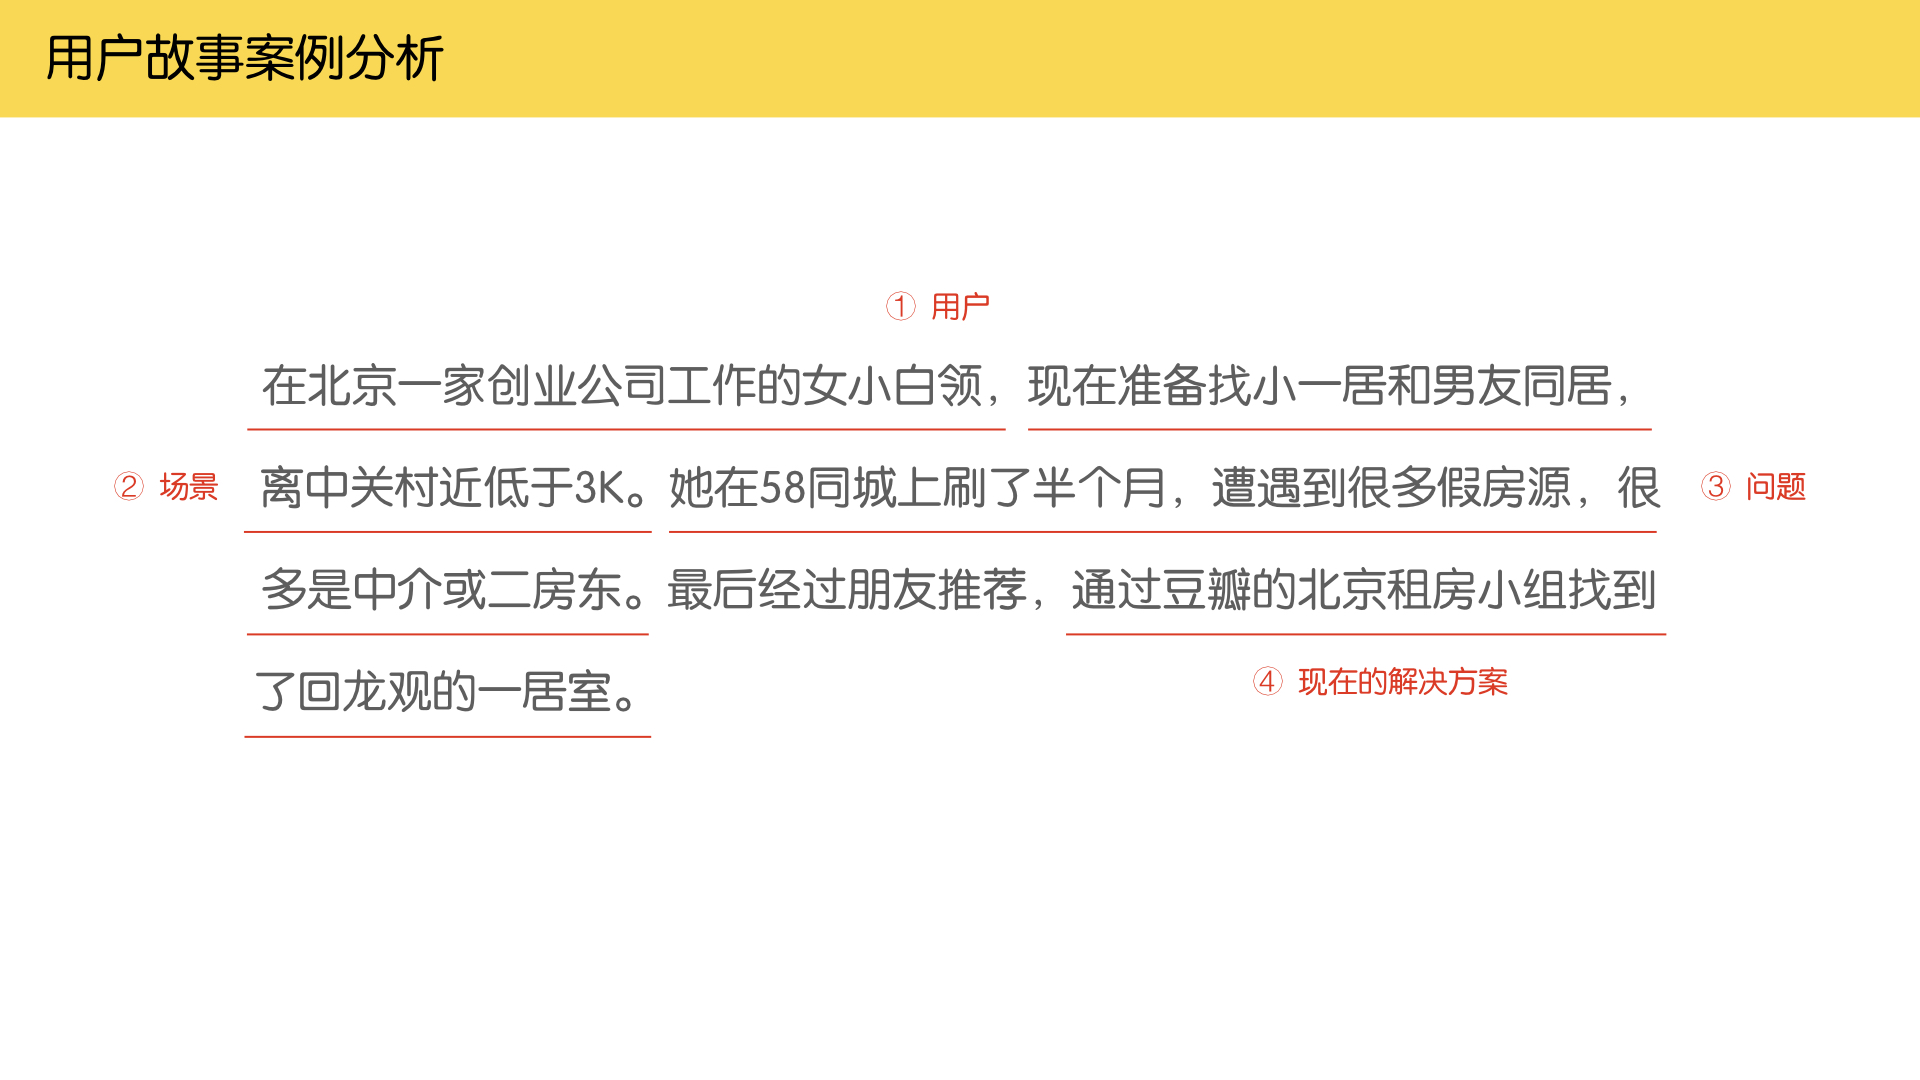 用户故事案例分析
① 用户
在北京一家创业公司工作的女小白领，现在准备找小一居和男友同居，
② 场景
离中关村近低于3K。她在58同城上刷了半个月，遭遇到很多假房源，很
③ 问题
多是中介或二房东。最后经过朋友推荐，通过豆瓣的北京租房小组找到
④ 现在的解决方案
了回龙观的一居室。